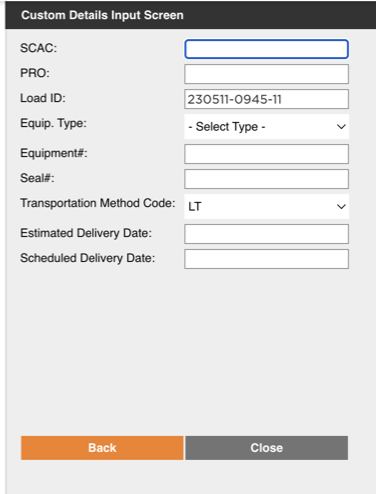 Custom Details Input Screen
SCAC:
PRO:
Load ID: 230511-0945-11
Equip. Type: - Select Type -
Equipment#:
Seal#:
Transportation Method Code: LT
Estimated Delivery Date:
Scheduled Delivery Date:
Back Close